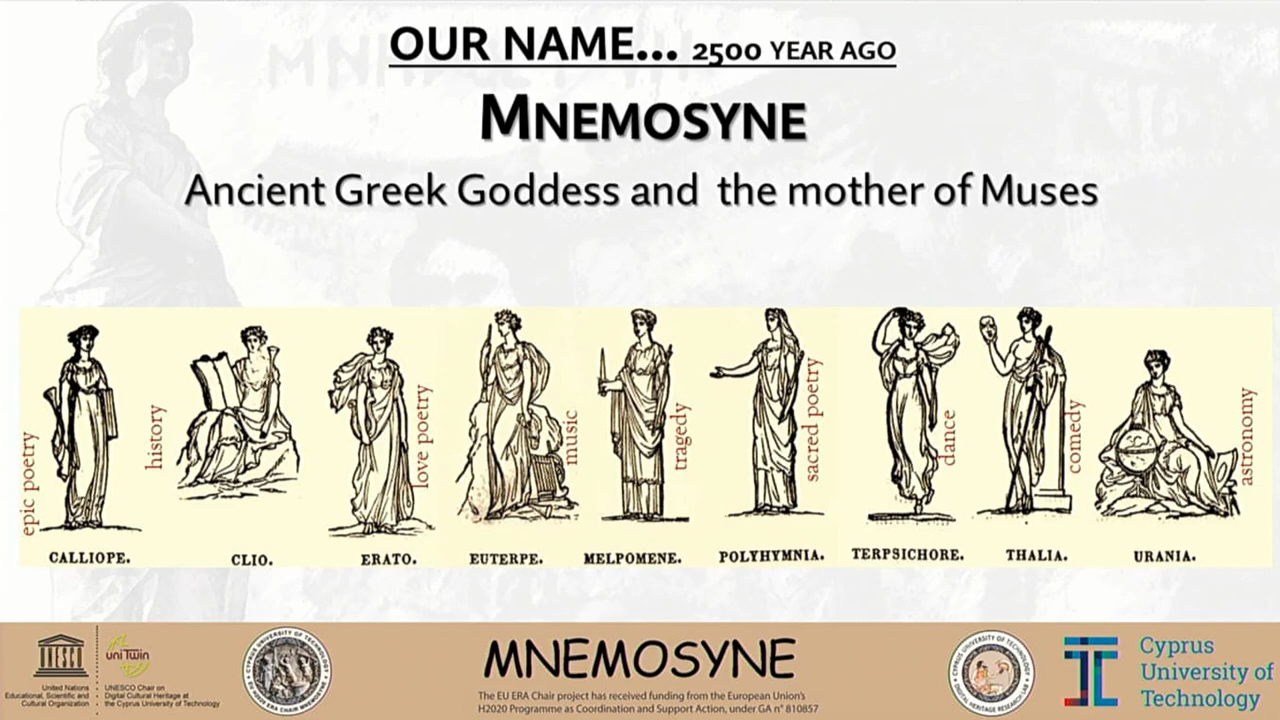 OUR NAME... 2500 YEAR AGO
MNEMOSYNE
Ancient Greek Goddess and the mother of Muses
epic poetry
history
love poetry
music
tragedy
sacred poetry
dance
comedy
astronomy
CALLIOPE.
CLIO.
ERATO.
EUTERPE.
MELPOMENE.
POLYHYMNIA.
TERPSICHORE.
THALIA.
URANIA.
UNESCO
United Nations
Educational, Scientific and
Cultural Organization
uniTwin
UNESCO Chair on
Digital Cultural Heritage at
the Cyprus University of Technology
MNEMOSYNE
The EU ERA Chair project has received funding from the European Union's
H2020 Programme as Coordination and Support Action, under GA n° 810857
Cyprus
University of
Technology